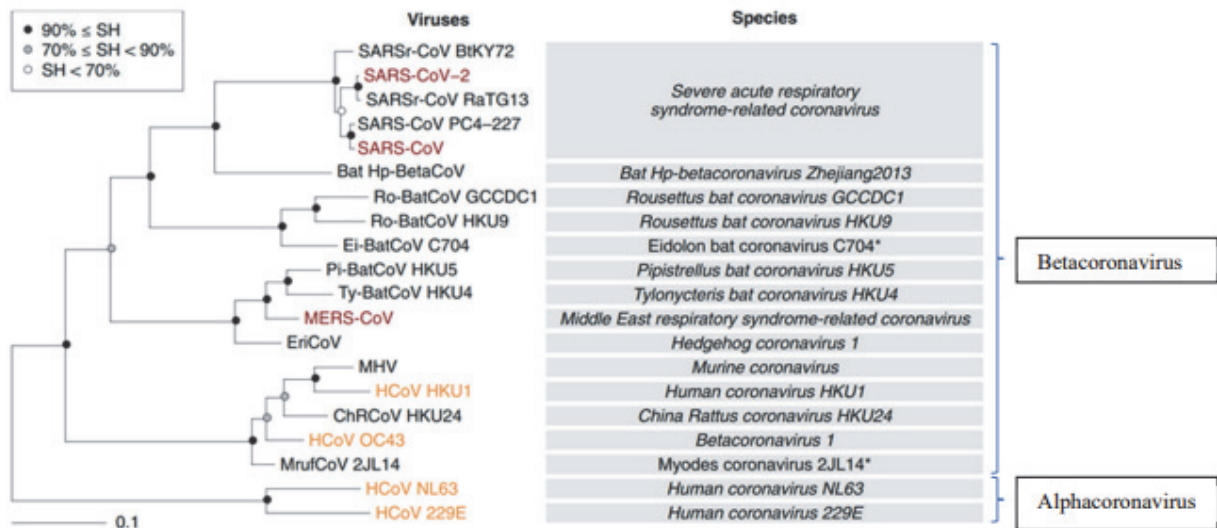 Viruses Species
90% ≤ SH
70% ≤ SH < 90%
SH < 70%
SARSr-CoV BtKY72
SARS-CoV-2
SARSr-CoV RaTG13
SARS-CoV PC4-227
SARS-CoV
Severe acute respiratory
syndrome-related coronavirus
Bat Hp-BetaCoV Bat Hp-betacoronavirus Zhejiang2013
Ro-BatCoV GCCDC1 Rousettus bat coronavirus GCCDC1
Ro-BatCoV HKU9 Rousettus bat coronavirus HKU9
Ei-BatCoV C704 Eidolon bat coronavirus C704*
Pi-BatCoV HKU5 Pipistrellus bat coronavirus HKU5
Ty-BatCoV HKU4 Tylonycteris bat coronavirus HKU4
MERS-CoV Middle East respiratory syndrome-related coronavirus
EriCoV Hedgehog coronavirus 1
MHV Murine coronavirus
HCoV HKU1 Human coronavirus HKU1
ChRCoV HKU24 China Rattus coronavirus HKU24
HCoV OC43 Betacoronavirus 1
MrufCoV 2JL14 Myodes coronavirus 2JL14*
HCoV NL63 Human coronavirus NL63
HCoV 229E Human coronavirus 229E
Betacoronavirus
Alphacoronavirus
0.1